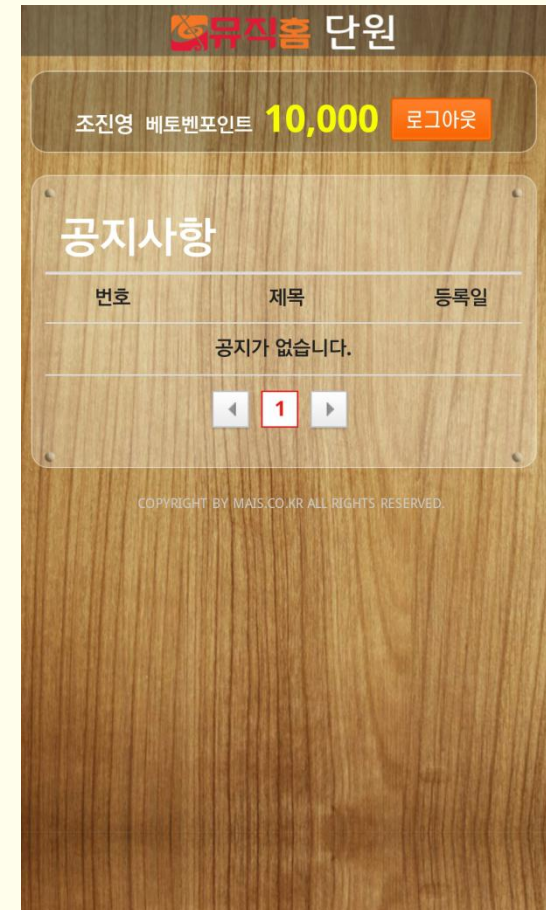 뮤직홈 단원
조진영 베토벤포인트 10,000 로그아웃
공지사항
번호 제목 등록일
공지가 없습니다.
1
COPYRIGHT BY MAIS.CO.KR ALL RIGHTS RESERVED.